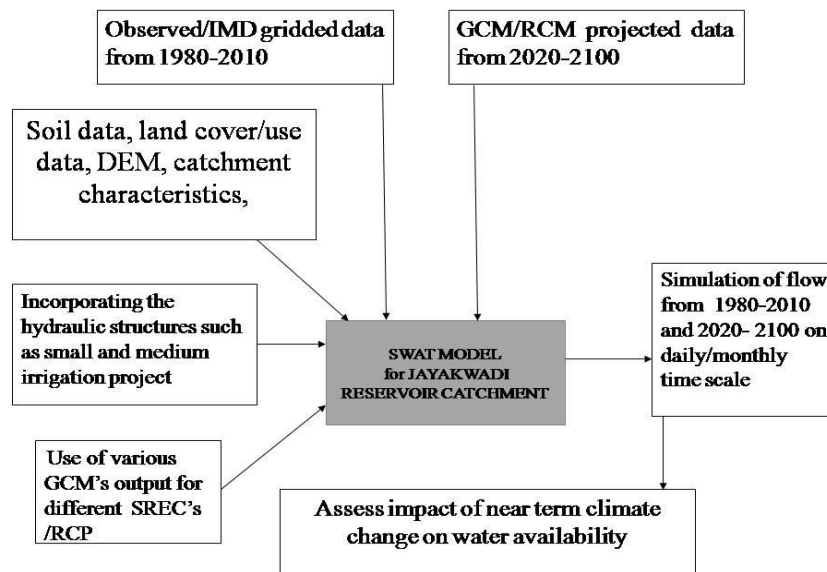 Observed/IMD gridded data
from 1980-2010
GCM/RCM projected data
from 2020-2100
Soil data, land cover/use
data, DEM, catchment
characteristics,
Incorporating the
hydraulic structures such
as small and medium
irrigation project
SWAT MODEL
for JAYAKWADI
RESERVOIR CATCHMENT
Simulation of flow
from 1980-2010
and 2020- 2100 on
daily/monthly
time scale
Use of various
GCM's output for
different SREC's
/RCP
Assess impact of near term climate
change on water availability